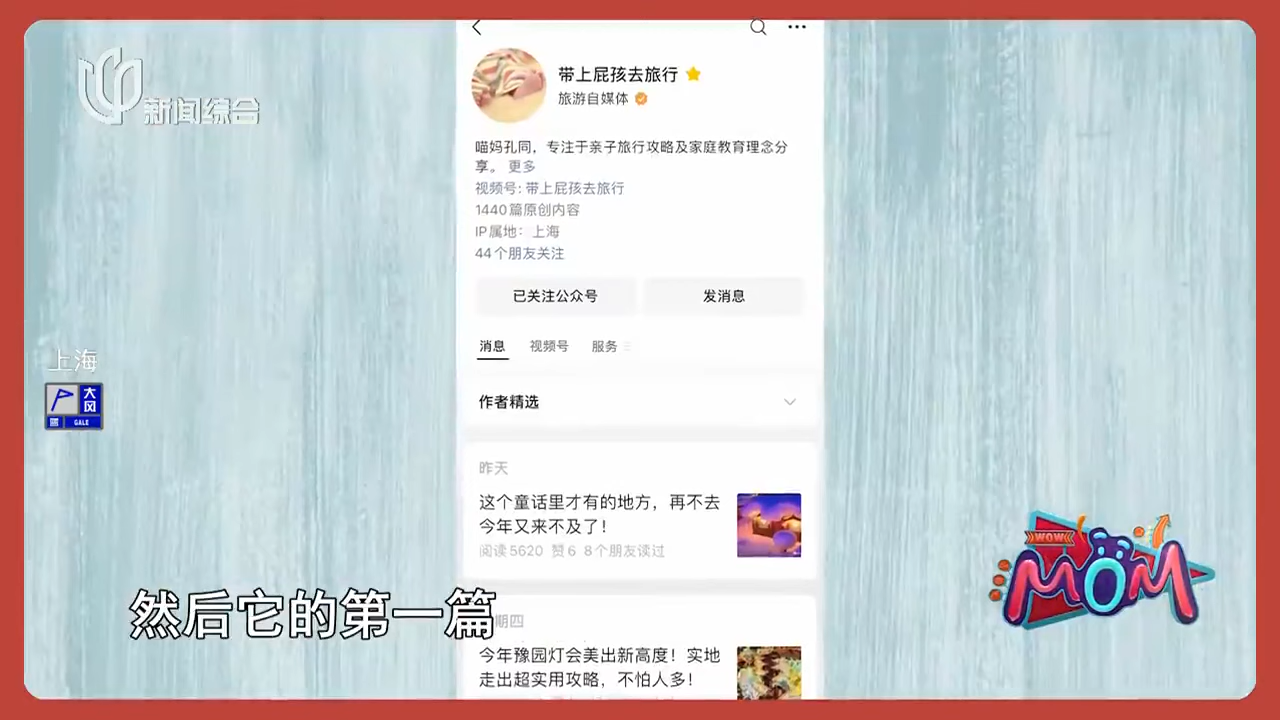 带上屁孩去旅行
旅游自媒体
新闻综合
喵妈孔同，专注于亲子旅行攻略及家庭教育理念分
享。 更多
视频号: 带上屁孩去旅行
1440篇原创内容
IP属地： 上海
44个朋友关注
已关注公众号 发消息
消息 视频号 服务
上海
大风
GALE
作者精选
昨天
这个童话里才有的地方，再不去
今年又来不及了！
阅读5620 赞6 8个朋友读过
WOW
MOM
然后它的第一篇
期四
今年豫园灯会美出新高度！实地
走出超实用攻略，不怕人多！